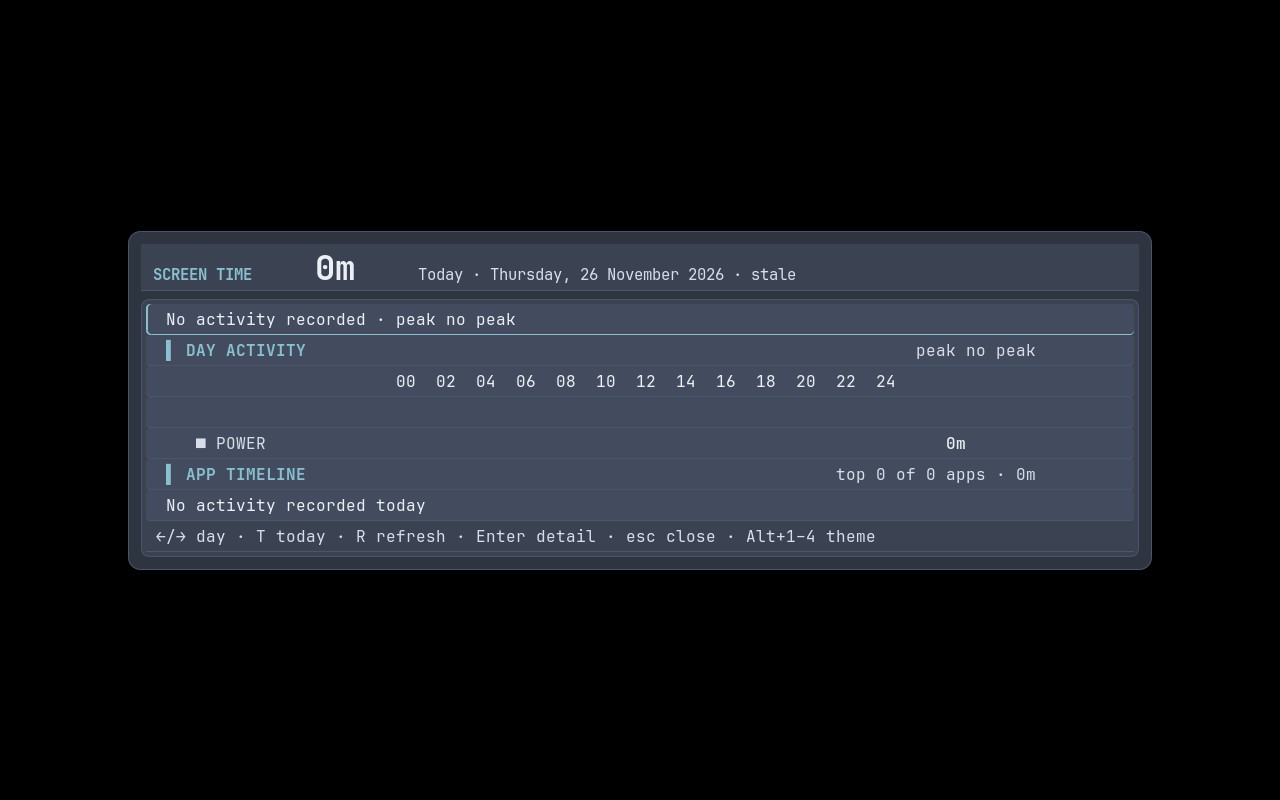 SCREEN TIME 0m Today · Thursday, 26 November 2026 · stale
No activity recorded · peak no peak
DAY ACTIVITY peak no peak
00 02 04 06 08 10 12 14 16 18 20 22 24
■ POWER 0m
APP TIMELINE top 0 of 0 apps · 0m
No activity recorded today
←/→ day · T today · R refresh · Enter detail · esc close · Alt+1–4 theme